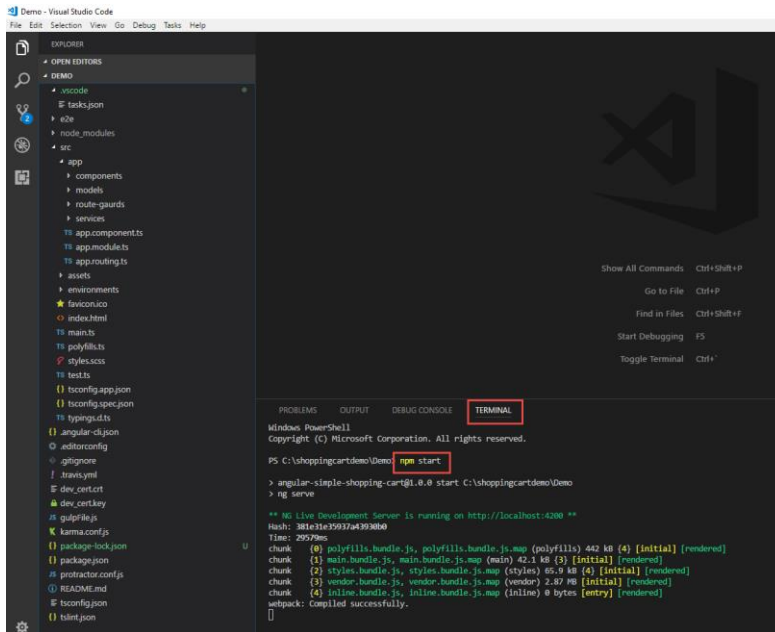 Demo - Visual Studio Code
File Edit Selection View Go Debug Tasks Help
EXPLORER
OPEN EDITORS
DEMO
.vscode
tasks.json
e2e
node_modules
src
app
components
models
route-gaurds
services
TS app.component.ts
TS app.module.ts
TS app.routing.ts
assets
environments
favicon.ico
index.html
TS main.ts
TS polyfills.ts
styles.scss
TS test.ts
{} tsconfig.app.json
{} tsconfig.spec.json
TS typings.d.ts
{} .angular-cli.json
.editorconfig
.gitignore
! .travis.yml
dev_cert.crt
dev_cert.key
JS gulpFile.js
K karma.conf.js
{} package-lock.json U
{} package.json
JS protractor.conf.js
README.md
tsconfig.json
{} tslint.json
2
Show All Commands Ctrl+Shift+P
Go to File Ctrl+P
Find in Files Ctrl+Shift+F
Start Debugging F5
Toggle Terminal Ctrl+`
PROBLEMS OUTPUT DEBUG CONSOLE TERMINAL
Windows PowerShell
Copyright (C) Microsoft Corporation. All rights reserved.
PS C:\shoppingcartdemo\Demo> npm start
> angular-simple-shopping-cart@1.0.0 start C:\shoppingcartdemo\Demo
> ng serve
** NG Live Development Server is running on http://localhost:4200 **
Hash: 381e31e35937a43930b0
Time: 29579ms
chunk {0} polyfills.bundle.js, polyfills.bundle.js.map (polyfills) 442 kB {4} [initial] [rendered]
chunk {1} main.bundle.js, main.bundle.js.map (main) 42.1 kB {3} [initial] [rendered]
chunk {2} styles.bundle.js, styles.bundle.js.map (styles) 65.9 kB {4} [initial] [rendered]
chunk {3} vendor.bundle.js, vendor.bundle.js.map (vendor) 2.87 MB [initial] [rendered]
chunk {4} inline.bundle.js, inline.bundle.js.map (inline) 0 bytes [entry] [rendered]
webpack: Compiled successfully.